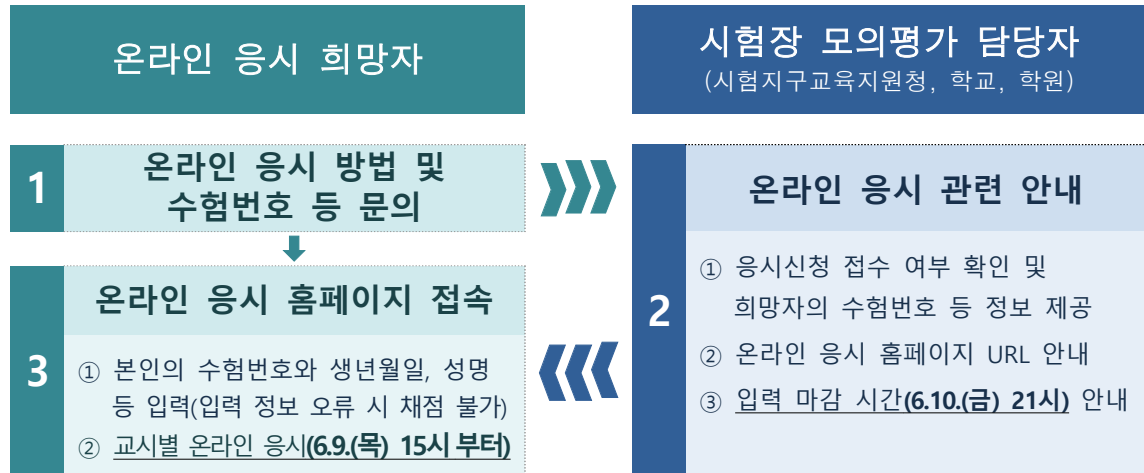 온라인 응시 희망자
시험장 모의평가 담당자
(시험지구교육지원청, 학교, 학원)
1
온라인 응시 방법 및
수험번호 등 문의
2
온라인 응시 관련 안내
① 응시신청 접수 여부 확인 및
희망자의 수험번호 등 정보 제공
② 온라인 응시 홈페이지 URL 안내
③ 입력 마감 시간(6.10.(금) 21시) 안내
3
온라인 응시 홈페이지 접속
① 본인의 수험번호와 생년월일, 성명
등 입력(입력 정보 오류 시 채점 불가)
② 교시별 온라인 응시(6.9.(목) 15시 부터)